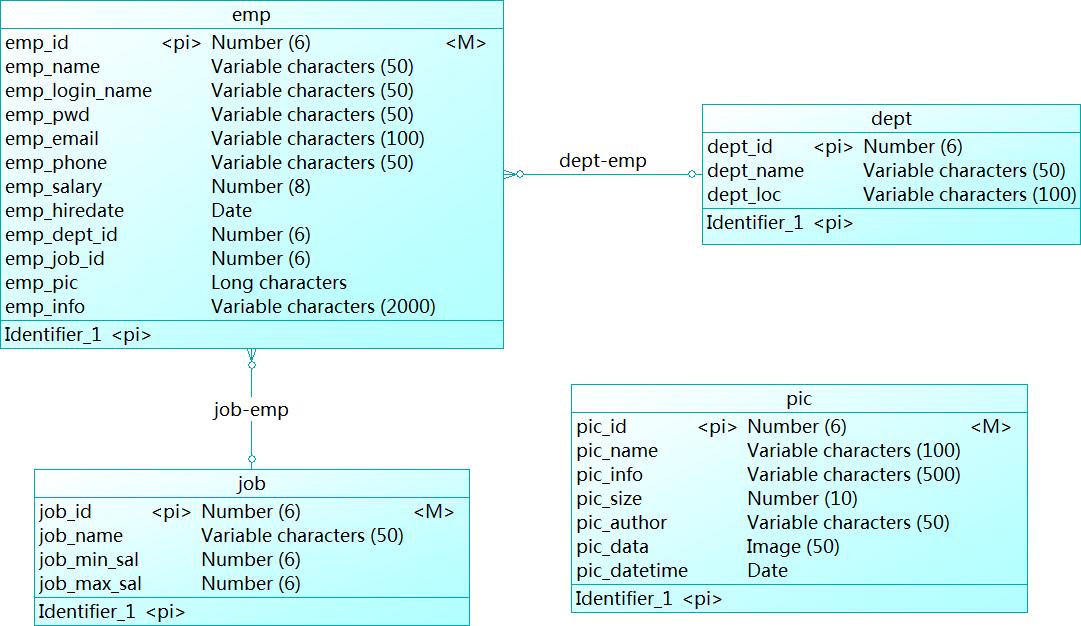 emp
emp_id <pi> Number (6) <M>
emp_name Variable characters (50)
emp_login_name Variable characters (50)
emp_pwd Variable characters (50)
emp_email Variable characters (100)
emp_phone Variable characters (50)
emp_salary Number (8)
emp_hiredate Date
emp_dept_id Number (6)
emp_job_id Number (6)
emp_pic Long characters
emp_info Variable characters (2000)
Identifier_1 <pi>
dept-emp
dept
dept_id <pi> Number (6)
dept_name Variable characters (50)
dept_loc Variable characters (100)
Identifier_1 <pi>
job-emp
job
job_id <pi> Number (6) <M>
job_name Variable characters (50)
job_min_sal Number (6)
job_max_sal Number (6)
Identifier_1 <pi>
pic
pic_id <pi> Number (6) <M>
pic_name Variable characters (100)
pic_info Variable characters (500)
pic_size Number (10)
pic_author Variable characters (50)
pic_data Image (50)
pic_datetime Date
Identifier_1 <pi>